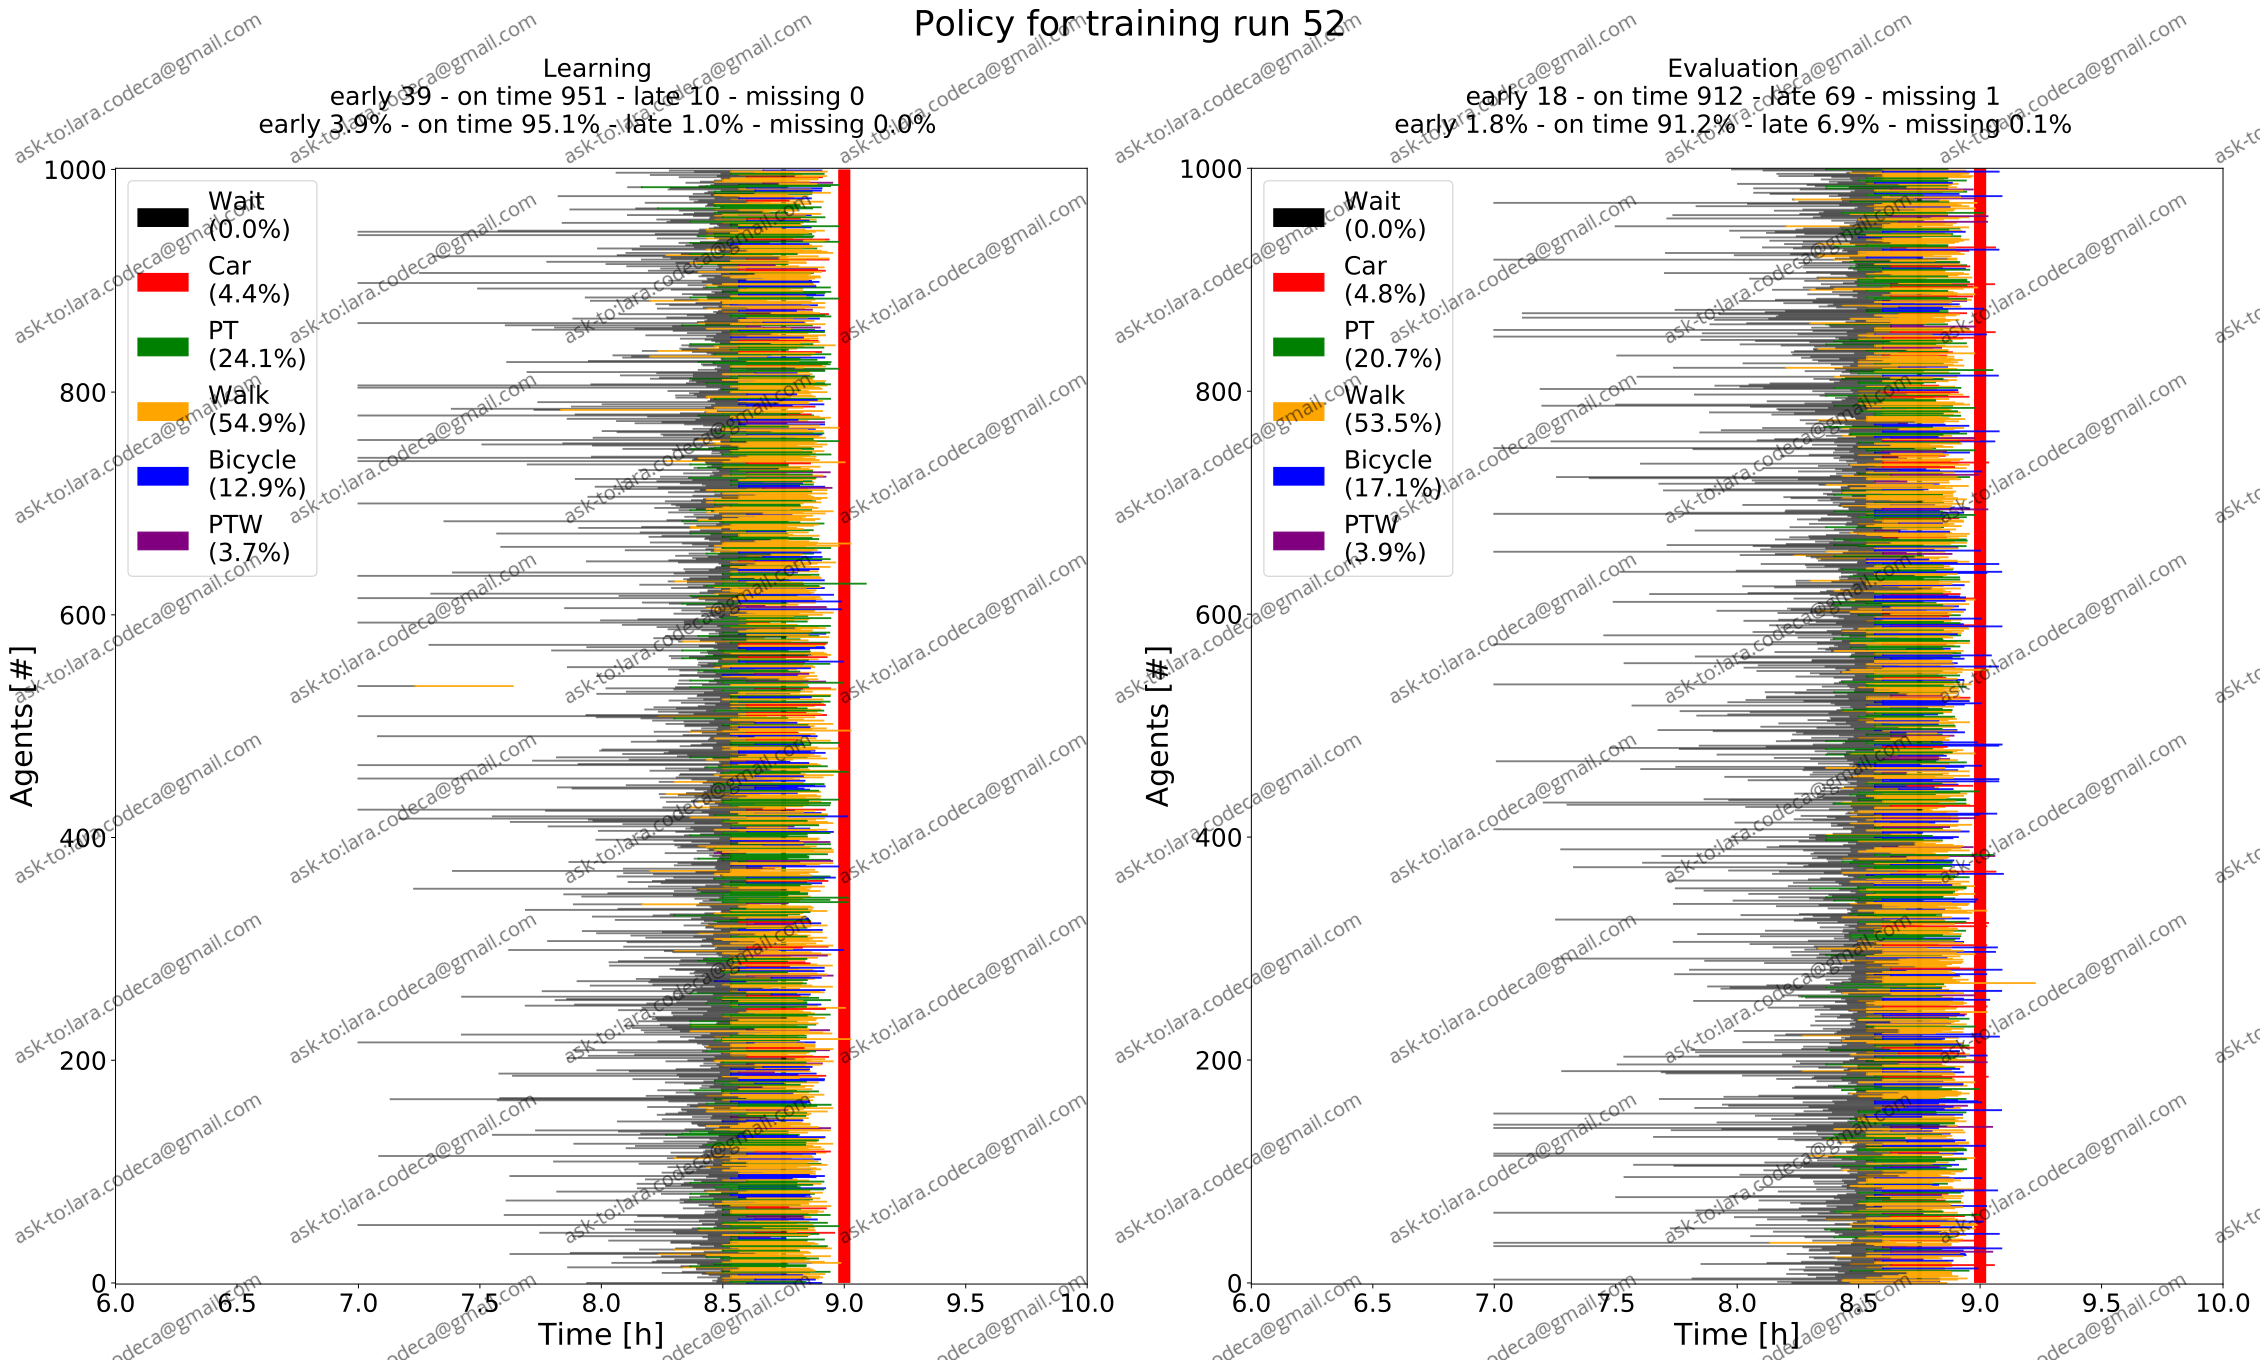 Policy for training run 52
Learning
early 39 - on time 951 - late 10 - missing 0
early 3.9% - on time 95.1% - late 1.0% - missing 0.0%
1000
800
600
400
200
0
Agents [#]
Wait
(0.0%)
Car
(4.4%)
PT
(24.1%)
Walk
(54.9%)
Bicycle
(12.9%)
PTW
(3.7%)
6.0 6.5 7.0 7.5 8.0 8.5 9.0 9.5 10.0
Time [h]
Evaluation
early 18 - on time 912 - late 69 - missing 1
early 1.8% - on time 91.2% - late 6.9% - missing 0.1%
1000
800
600
400
200
0
Agents [#]
Wait
(0.0%)
Car
(4.8%)
PT
(20.7%)
Walk
(53.5%)
Bicycle
(17.1%)
PTW
(3.9%)
6.0 6.5 7.0 7.5 8.0 8.5 9.0 9.5 10.0
Time [h]
ask-to:lara.codeca@gmail.com